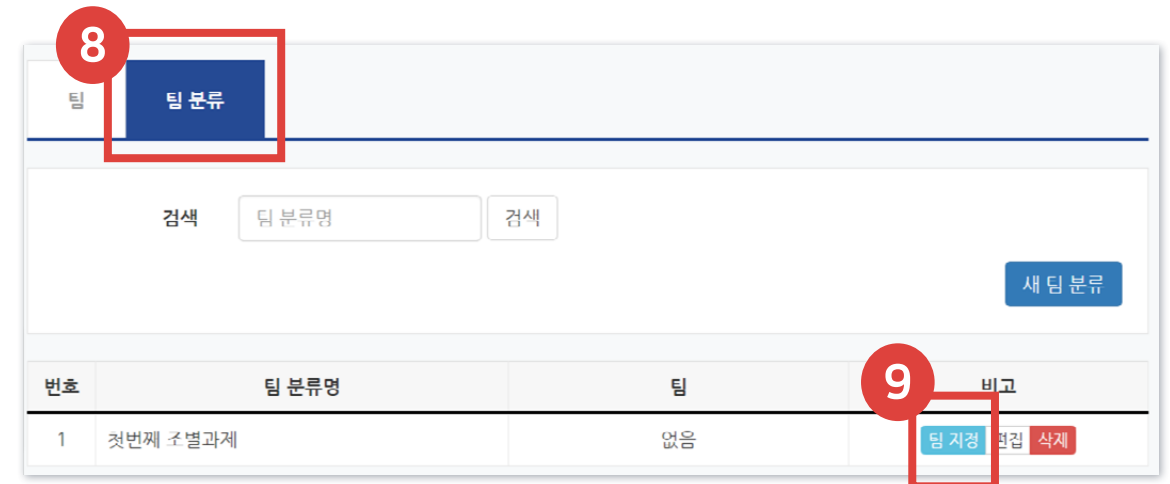 8
팀 팀 분류
검색 팀 분류명 검색
새 팀 분류
9
번호 팀 분류명 팀 비고
1 첫번째 조별과제 없음 팀 지정 편집 삭제